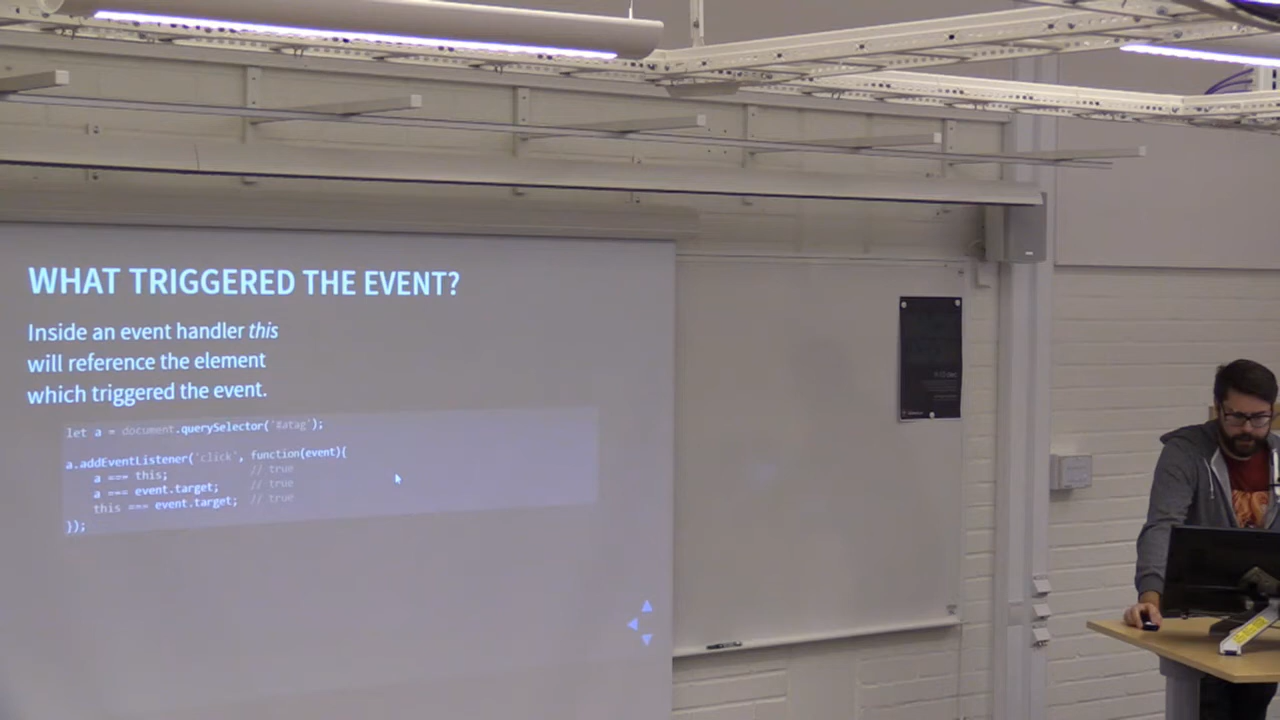 WHAT TRIGGERED THE EVENT?
Inside an event handler this
will reference the element
which triggered the event.
let a = document.querySelector('#atag');
a.addEventListener('click', function(event){
a === this; // true
a === event.target; // true
this === event.target; // true
});